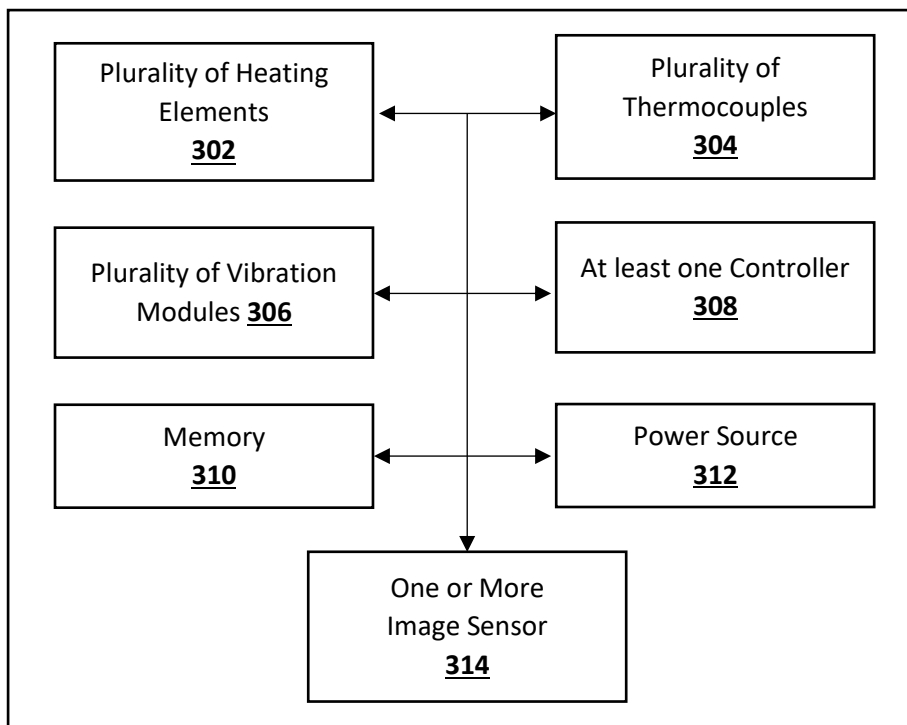 Plurality of Heating
Elements
302
Plurality of
Thermocouples
304
Plurality of Vibration
Modules 306
At least one Controller
308
Memory
310
Power Source
312
One or More
Image Sensor
314